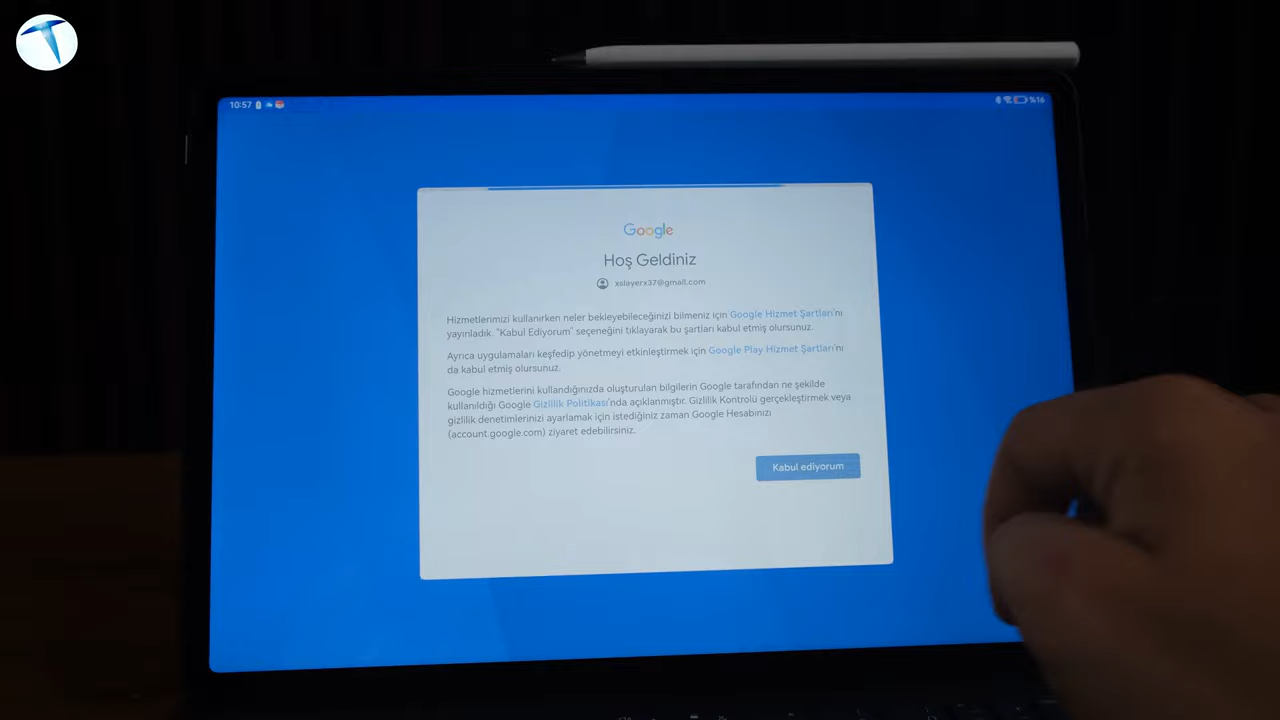 10:57
%16
Google
Hoş Geldiniz
xslayerx37@gmail.com
Hizmetlerimizi kullanırken neler bekleyebileceğinizi bilmeniz için Google Hizmet Şartları'nı
yayınladık. "Kabul Ediyorum" seçeneğini tıklayarak bu şartları kabul etmiş olursunuz.
Ayrıca uygulamaları keşfedip yönetmeyi etkinleştirmek için Google Play Hizmet Şartları'nı
da kabul etmiş olursunuz.
Google hizmetlerini kullandığınızda oluşturulan bilgilerin Google tarafından ne şekilde
kullanıldığı Google Gizlilik Politikası'nda açıklanmıştır. Gizlilik Kontrolü gerçekleştirmek veya
gizlilik denetimlerinizi ayarlamak için istediğiniz zaman Google Hesabınızı
(account.google.com) ziyaret edebilirsiniz.
Kabul ediyorum